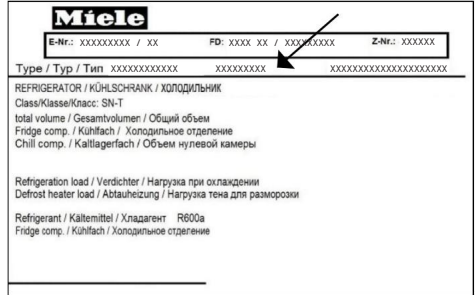 Miele
E-Nr.: XXXXXXXXX / XX FD: XXXX XX / XXXXXXXXX Z-Nr.: XXXXXX
Type / Typ / Тип XXXXXXXXXXXX XXXXXXXXX XXXXXXXXXXXXXXXXXXXXX
REFRIGERATOR / KÜHLSCHRANK / ХОЛОДИЛЬНИК
Class/Klasse/Класс: SN-T
total volume / Gesamtvolumen / Общий объем
Fridge comp. / Kühlfach / Холодильное отделение
Chill comp. / Kaltlagerfach / Объем нулевой камеры
Refrigeration load / Verdichter / Нагрузка при охлаждении
Defrost heater load / Abtauheizung / Нагрузка тена для разморозки
Refrigerant / Kältemittel / Хладагент R600a
Fridge comp. / Kühlfach / Холодильное отделение